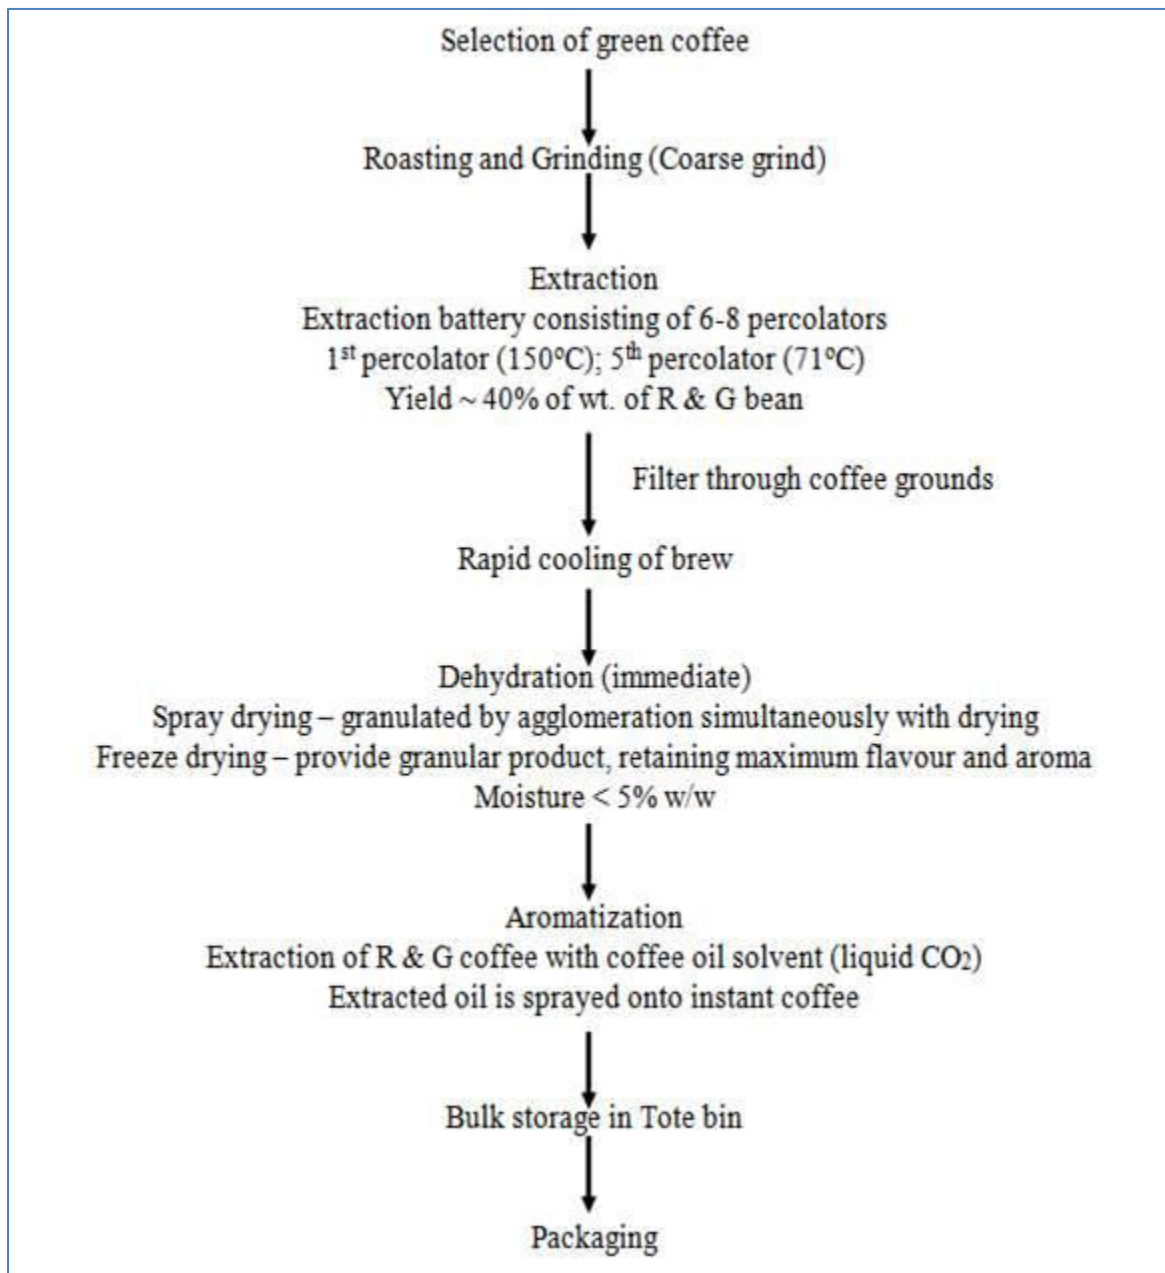 Selection of green coffee
Roasting and Grinding (Coarse grind)
Extraction
Extraction battery consisting of 6-8 percolators
1st percolator (150ºC); 5th percolator (71ºC)
Yield ~ 40% of wt. of R & G bean
Filter through coffee grounds
Rapid cooling of brew
Dehydration (immediate)
Spray drying – granulated by agglomeration simultaneously with drying
Freeze drying – provide granular product, retaining maximum flavour and aroma
Moisture < 5% w/w
Aromatization
Extraction of R & G coffee with coffee oil solvent (liquid CO2)
Extracted oil is sprayed onto instant coffee
Bulk storage in Tote bin
Packaging